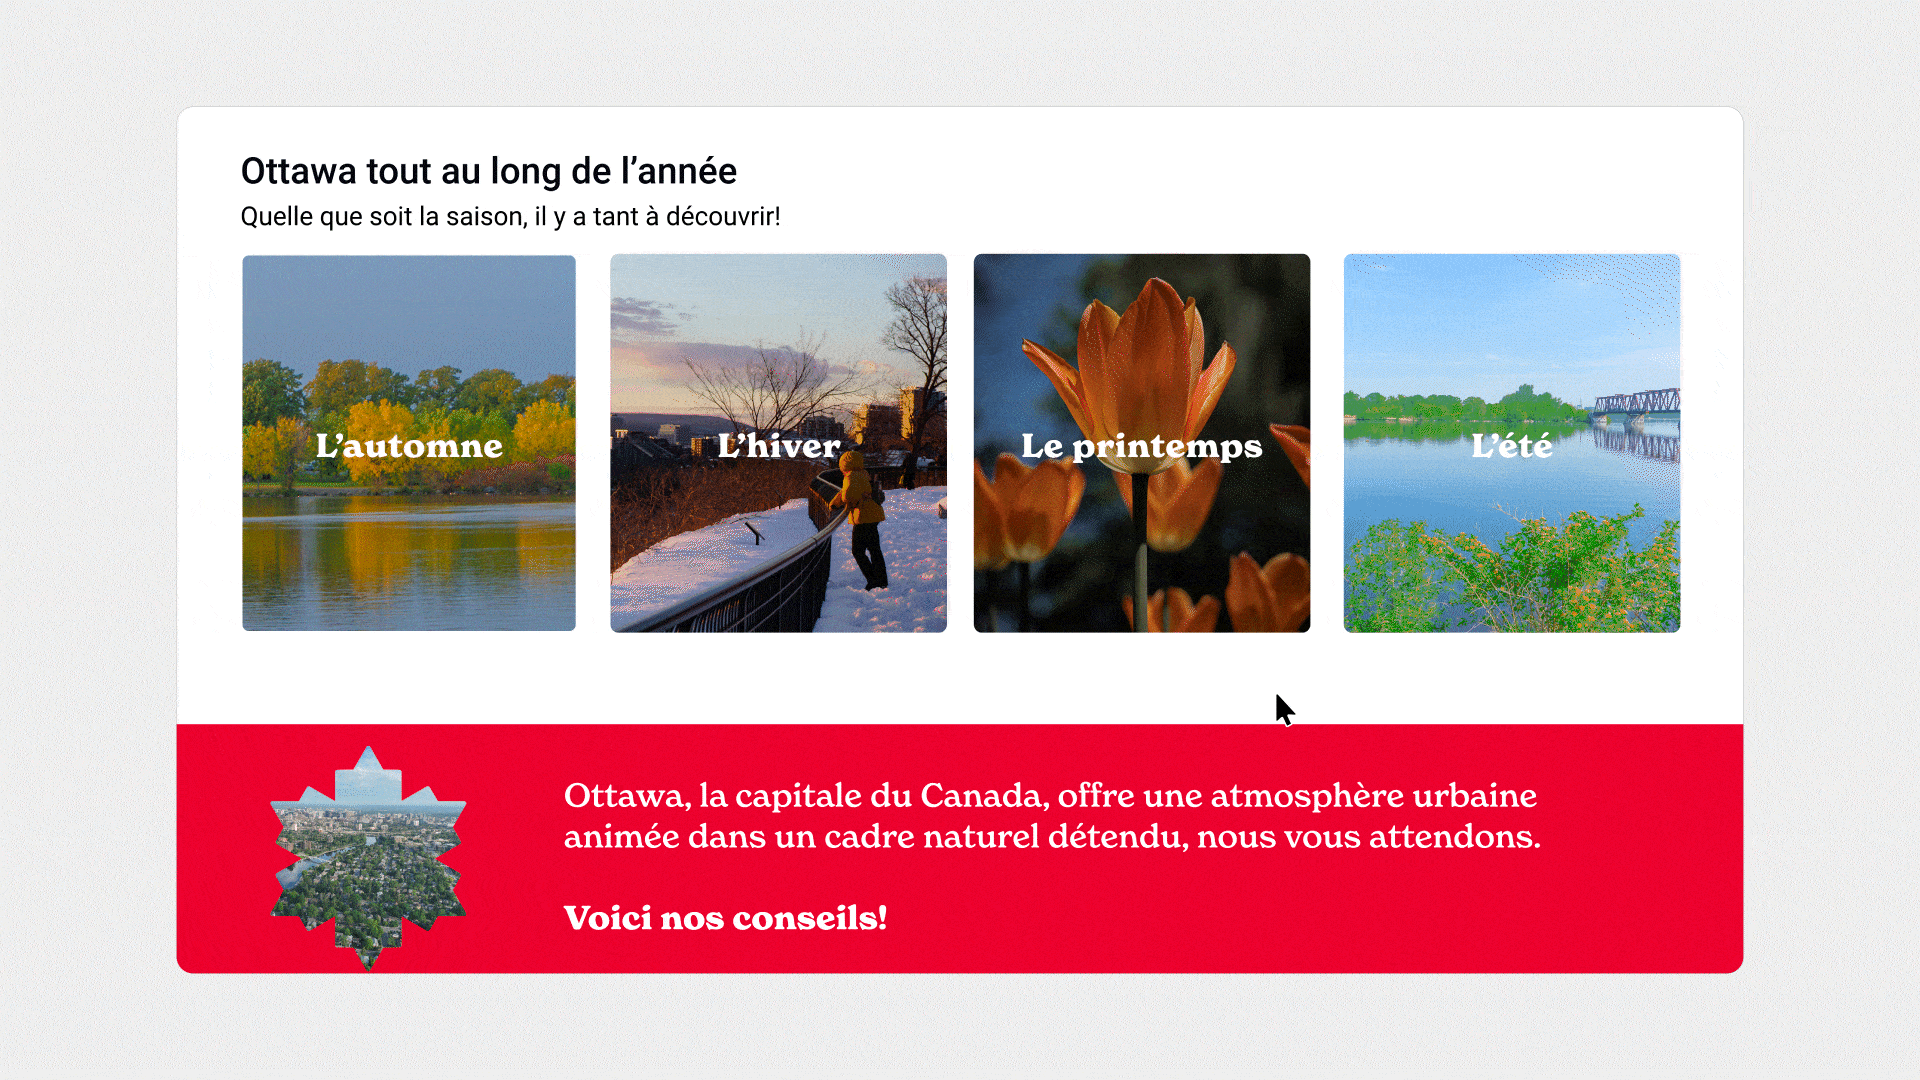 Ottawa tout au long de l’année
Quelle que soit la saison, il y a tant à découvrir!
L’automne
L’hiver
Le printemps
L’été
Ottawa, la capitale du Canada, offre une atmosphère urbaine
animée dans un cadre naturel détendu, nous vous attendons.
Voici nos conseils!